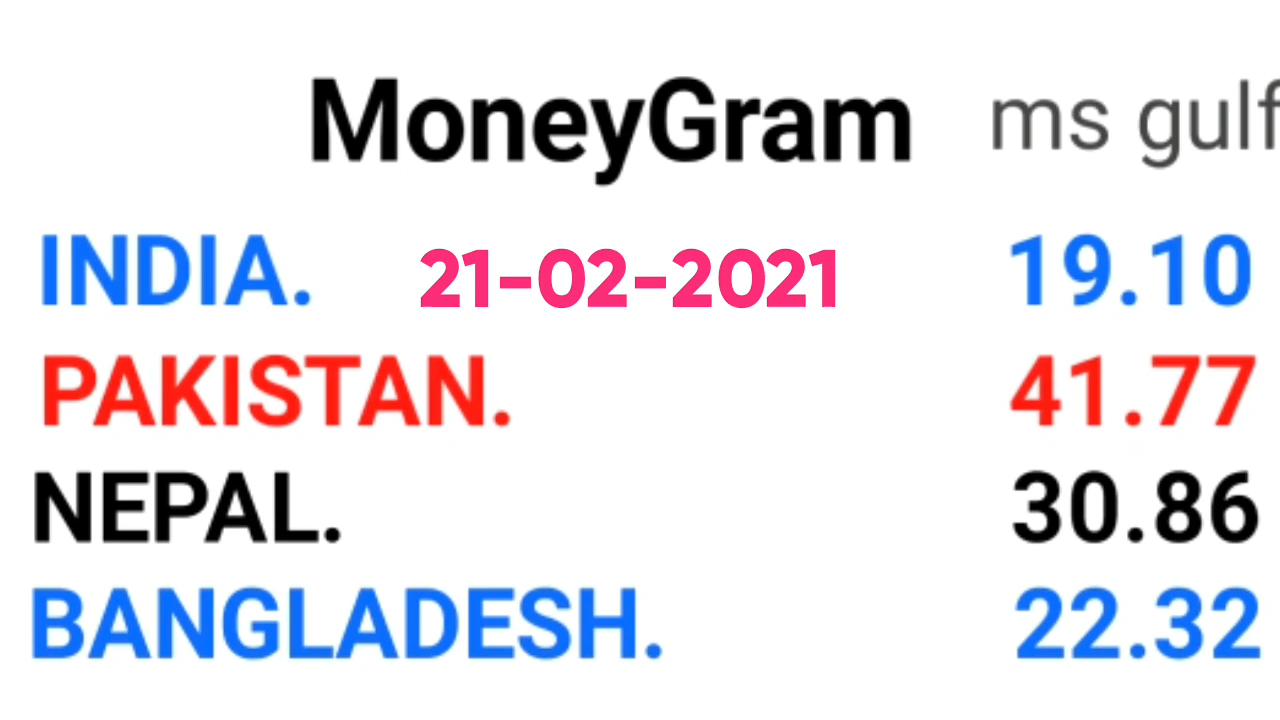 MoneyGram ms gulf
INDIA. 21-02-2021 19.10
PAKISTAN. 41.77
NEPAL. 30.86
BANGLADESH. 22.32